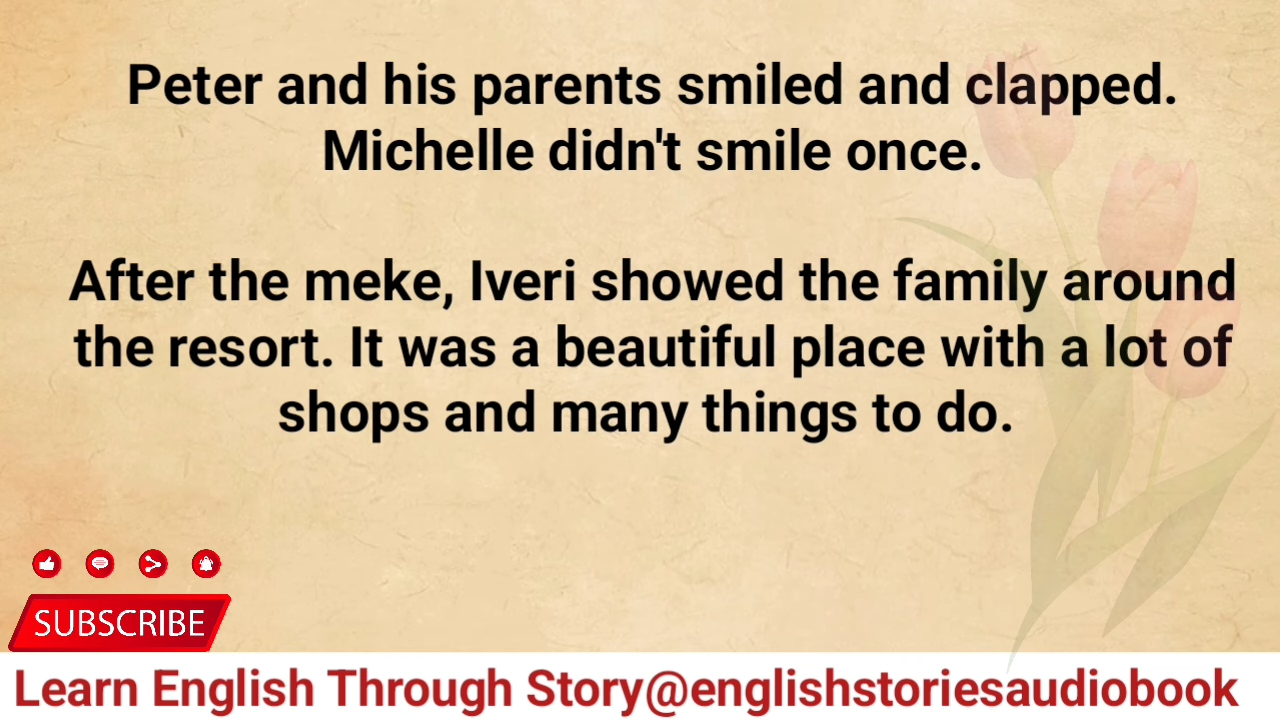 Peter and his parents smiled and clapped.
Michelle didn't smile once.
After the meke, Iveri showed the family around
the resort. It was a beautiful place with a lot of
shops and many things to do.
SUBSCRIBE
Learn English Through Story@englishstoriesaudiobook